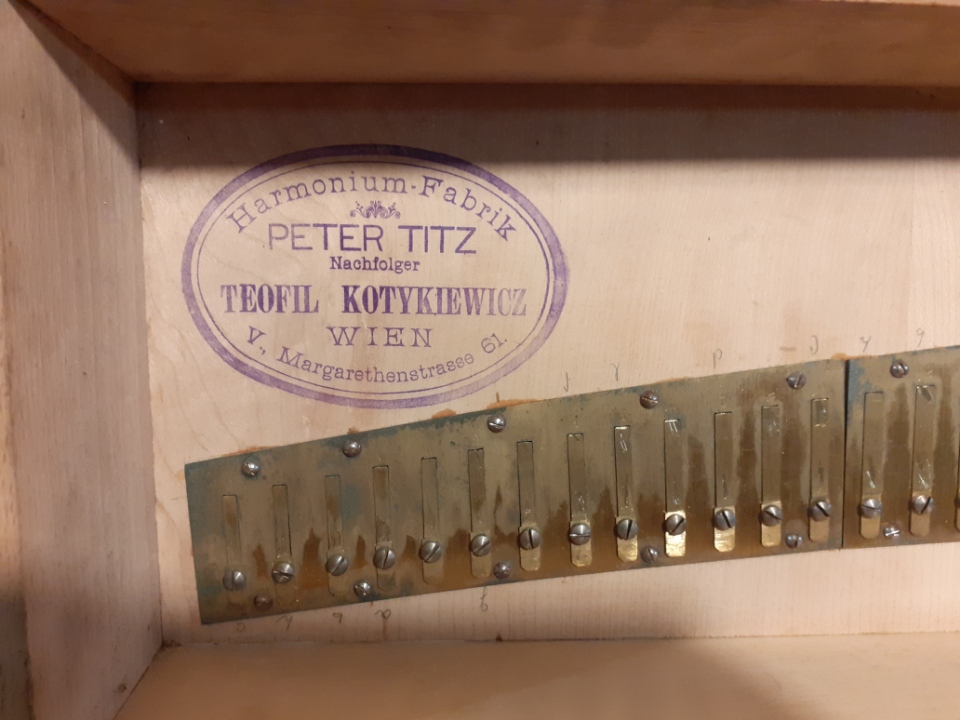 Harmonium-Fabrik
PETER TITZ
Nachfolger
TEOFIL KOTYKIEWICZ
WIEN
V., Margarethenstrasse 61.